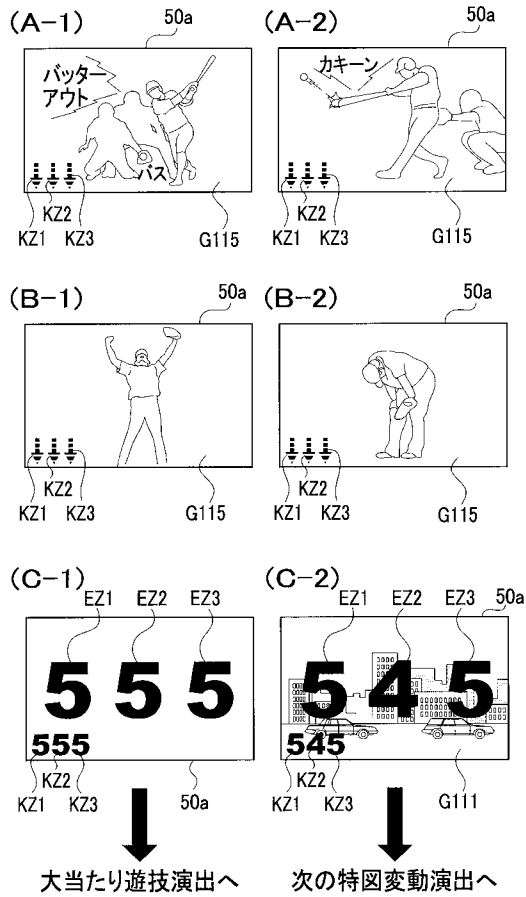 (A-1)
50a
バッター
アウト
バス
KZ1
KZ2
KZ3
G115
(A-2)
50a
カキーン
KZ1
KZ2
KZ3
G115
(B-1)
50a
KZ1
KZ2
KZ3
G115
(B-2)
50a
KZ1
KZ2
KZ3
G115
(C-1)
EZ1
EZ2
EZ3
5 5 5
555
KZ1
KZ2
KZ3
50a
大当たり遊技演出へ
(C-2)
EZ1
EZ2
EZ3
50a
5 4 5
545
KZ1
KZ2
KZ3
G111
次の特図変動演出へ